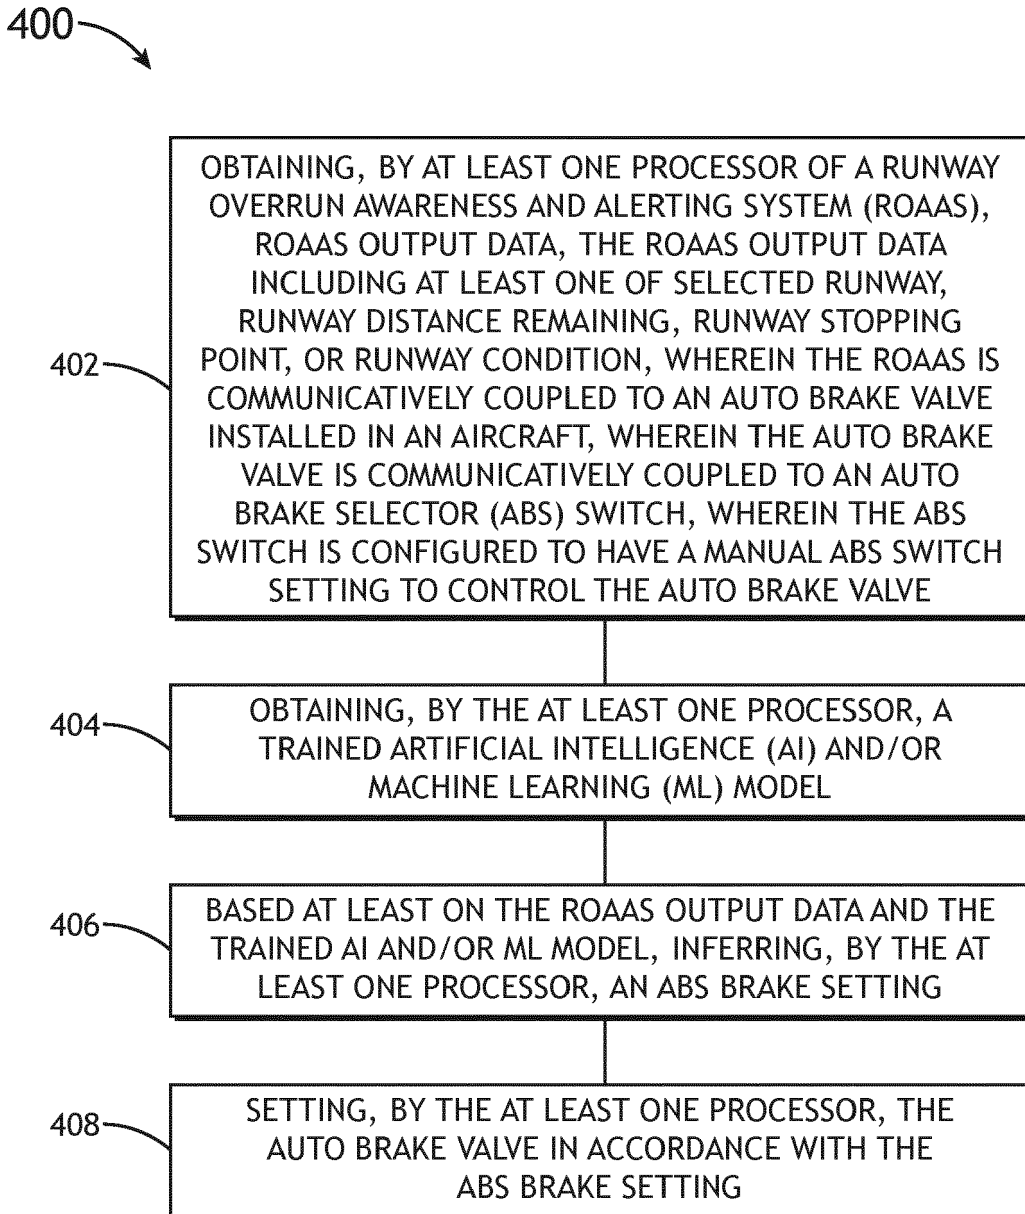 400
402
OBTAINING, BY AT LEAST ONE PROCESSOR OF A RUNWAY
OVERRUN AWARENESS AND ALERTING SYSTEM (ROAAS),
ROAAS OUTPUT DATA, THE ROAAS OUTPUT DATA
INCLUDING AT LEAST ONE OF SELECTED RUNWAY,
RUNWAY DISTANCE REMAINING, RUNWAY STOPPING
POINT, OR RUNWAY CONDITION, WHEREIN THE ROAAS IS
COMMUNICATIVELY COUPLED TO AN AUTO BRAKE VALVE
INSTALLED IN AN AIRCRAFT, WHEREIN THE AUTO BRAKE
VALVE IS COMMUNICATIVELY COUPLED TO AN AUTO
BRAKE SELECTOR (ABS) SWITCH, WHEREIN THE ABS
SWITCH IS CONFIGURED TO HAVE A MANUAL ABS SWITCH
SETTING TO CONTROL THE AUTO BRAKE VALVE
404
OBTAINING, BY THE AT LEAST ONE PROCESSOR, A
TRAINED ARTIFICIAL INTELLIGENCE (AI) AND/OR
MACHINE LEARNING (ML) MODEL
406
BASED AT LEAST ON THE ROAAS OUTPUT DATA AND THE
TRAINED AI AND/OR ML MODEL, INFERRING, BY THE AT
LEAST ONE PROCESSOR, AN ABS BRAKE SETTING
408
SETTING, BY THE AT LEAST ONE PROCESSOR, THE
AUTO BRAKE VALVE IN ACCORDANCE WITH THE
ABS BRAKE SETTING